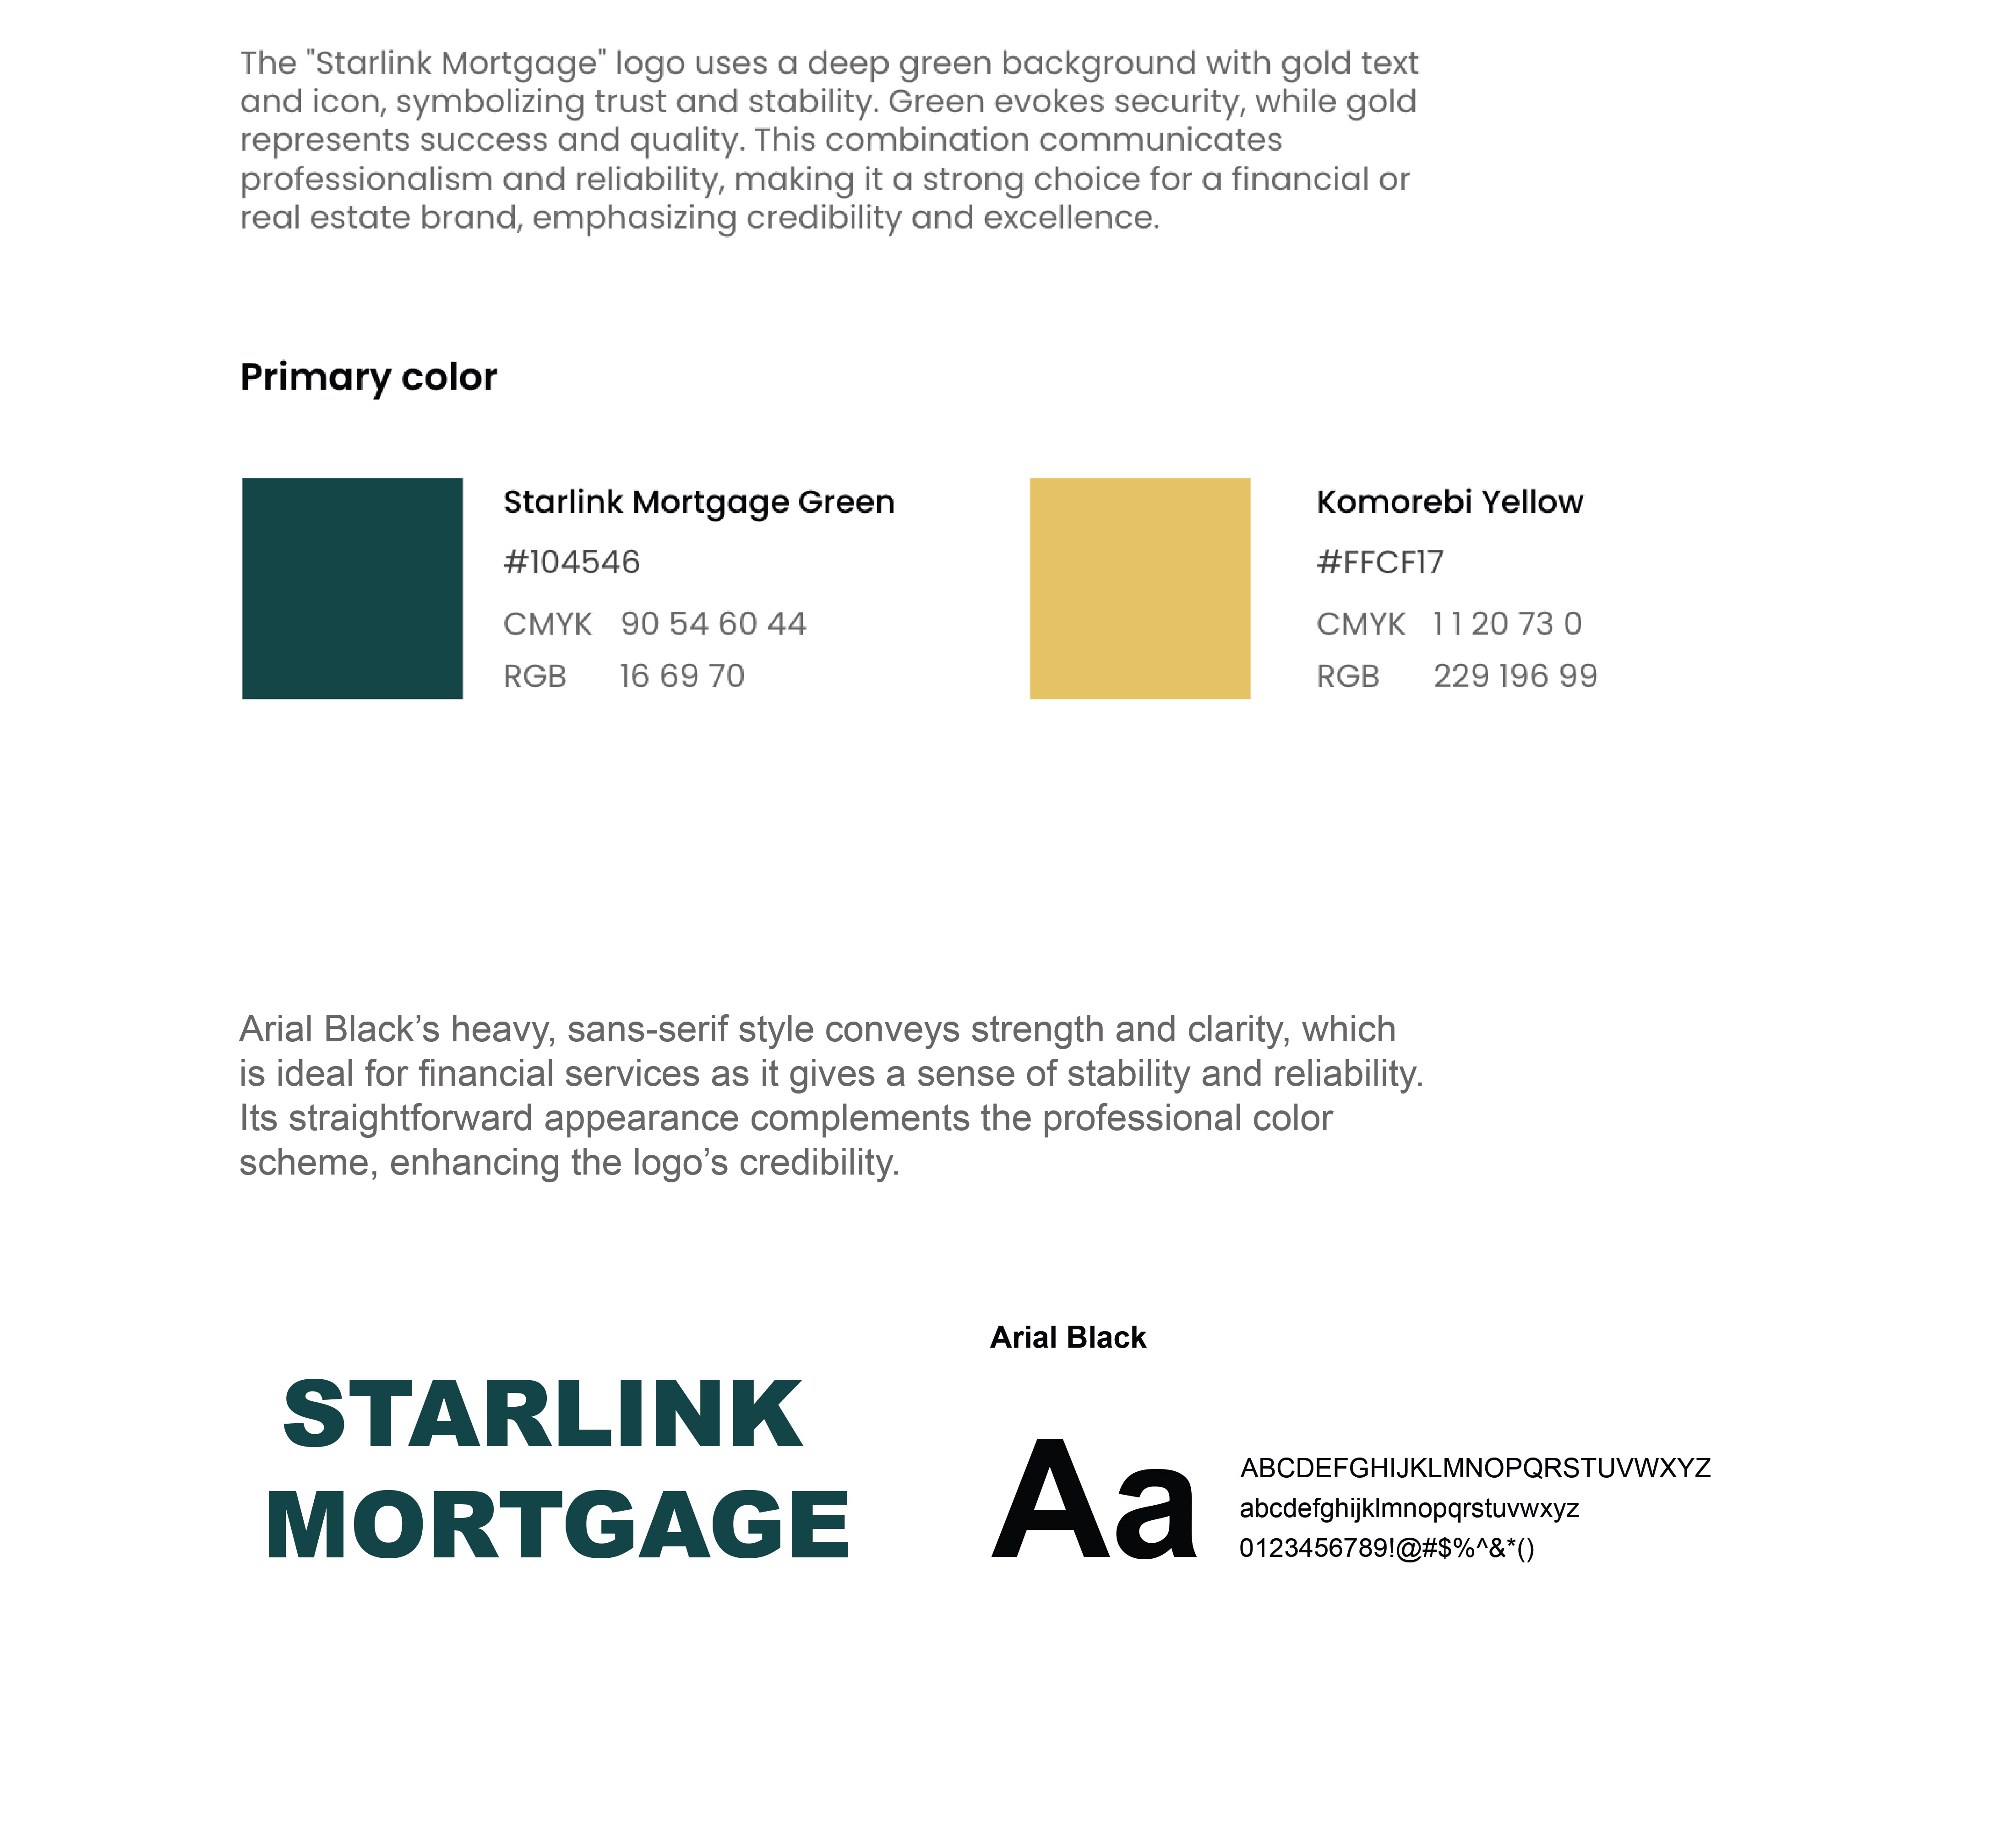 The "Starlink Mortgage" logo uses a deep green background with gold text
and icon, symbolizing trust and stability. Green evokes security, while gold
represents success and quality. This combination communicates
professionalism and reliability, making it a strong choice for a financial or
real estate brand, emphasizing credibility and excellence.
Primary color
Starlink Mortgage Green
#104546
CMYK 90 54 60 44
RGB 16 69 70
Komorebi Yellow
#FFCF17
CMYK 1 1 20 73 0
RGB 229 196 99
Arial Black’s heavy, sans-serif style conveys strength and clarity, which
is ideal for financial services as it gives a sense of stability and reliability.
Its straightforward appearance complements the professional color
scheme, enhancing the logo’s credibility.
STARLINK
MORTGAGE
Arial Black
Aa
ABCDEFGHIJKLMNOPQRSTUVWXYZ
abcdefghijklmnopqrstuvwxyz
0123456789!@#$%^&*()